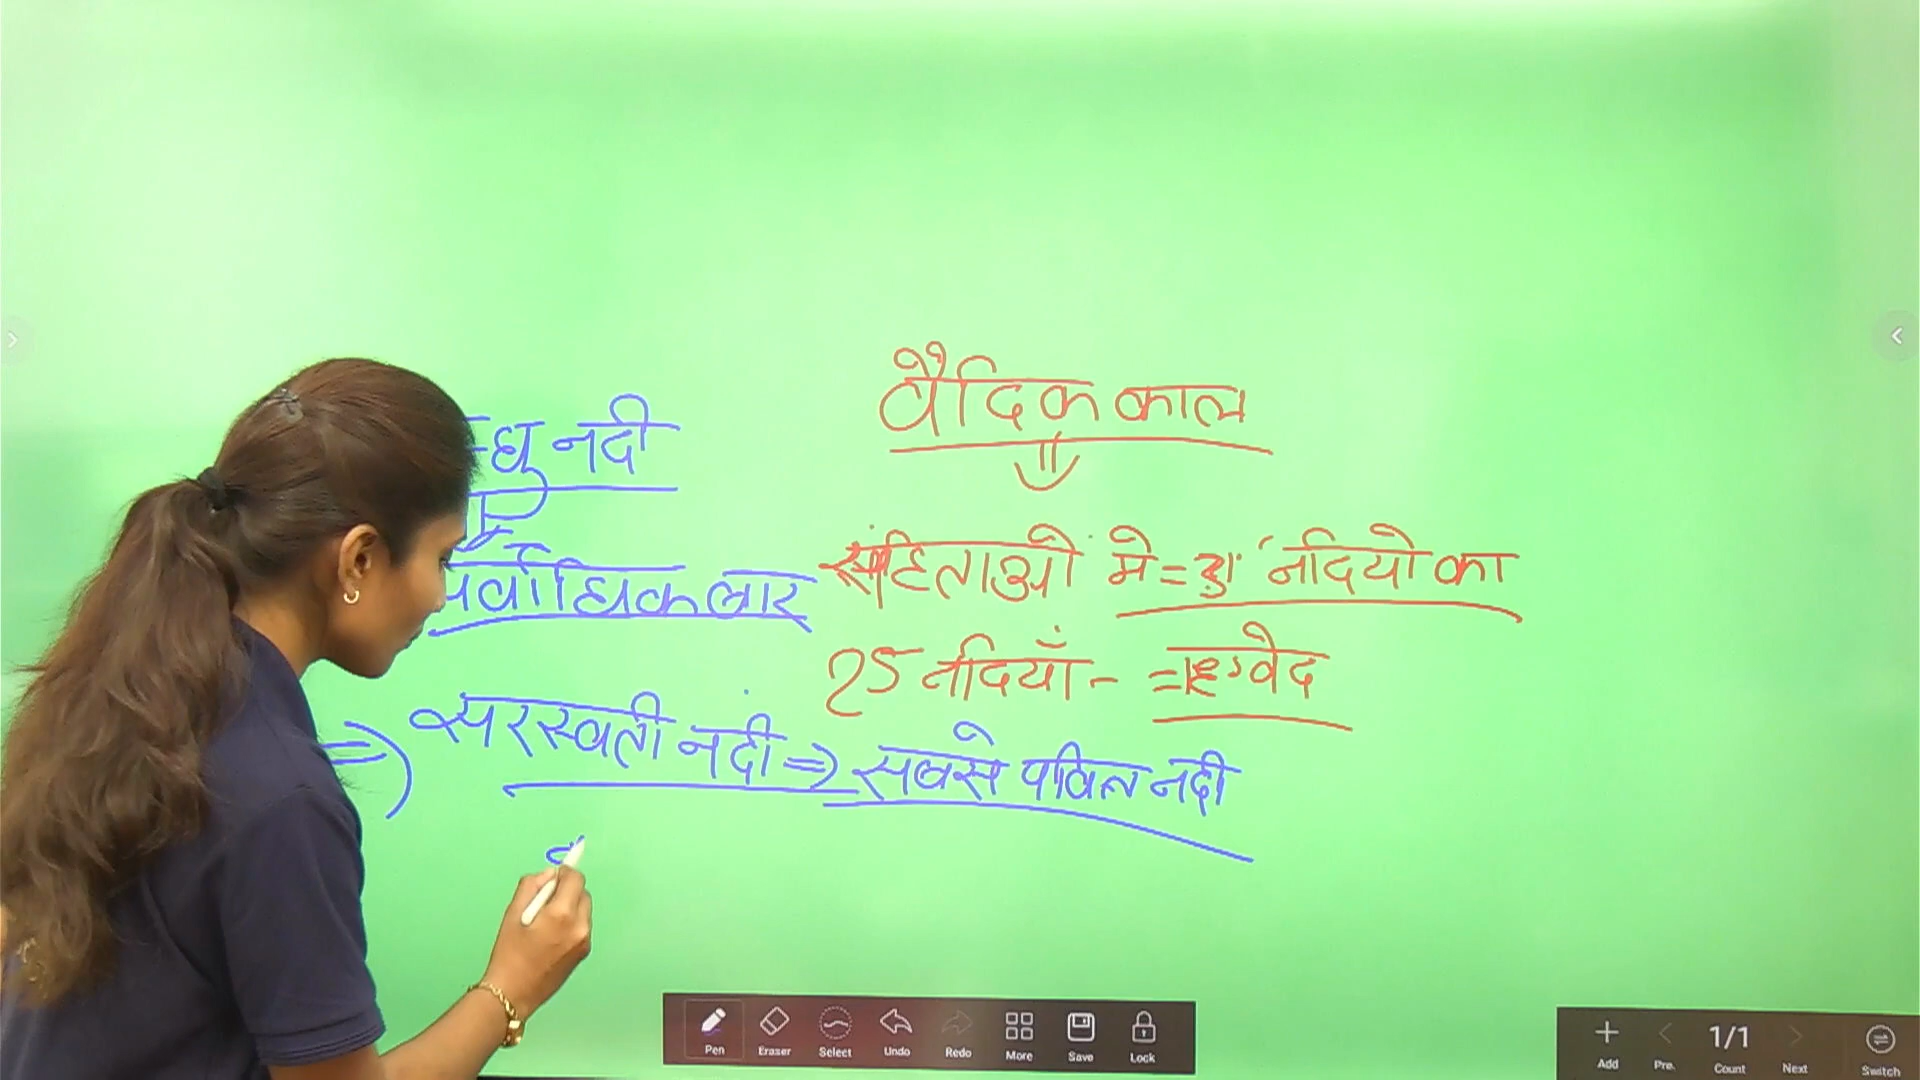 वैदिक काल
नदी
संहिताओं में = 31 नदियो का
सर्वाधिक बार
25 नदियाँ - = ऋग्वेद
=> सरस्वती नदी => सबसे पवित्र नदी
Pen Eraser Select Undo Redo More Save Lock
Add Pre. 1/1 Count Next Switch